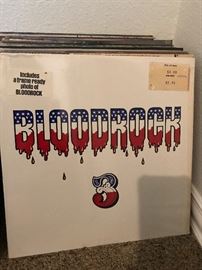 Includes
a frame ready
photo of
BLOODROCK
BLOODROCK
3